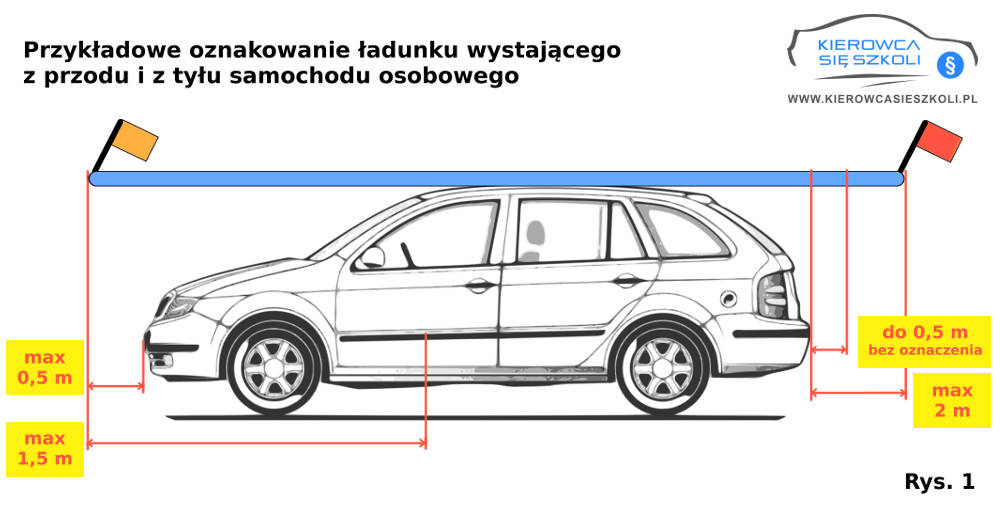 Przykładowe oznakowanie ładunku wystającego
z przodu i z tyłu samochodu osobowego
KIEROWCA
SIĘ SZKOLI
§
WWW.KIEROWCASIESZKOLI.PL
do 0,5 m
bez oznaczenia
max
0,5 m
max
2 m
max
1,5 m
Rys. 1